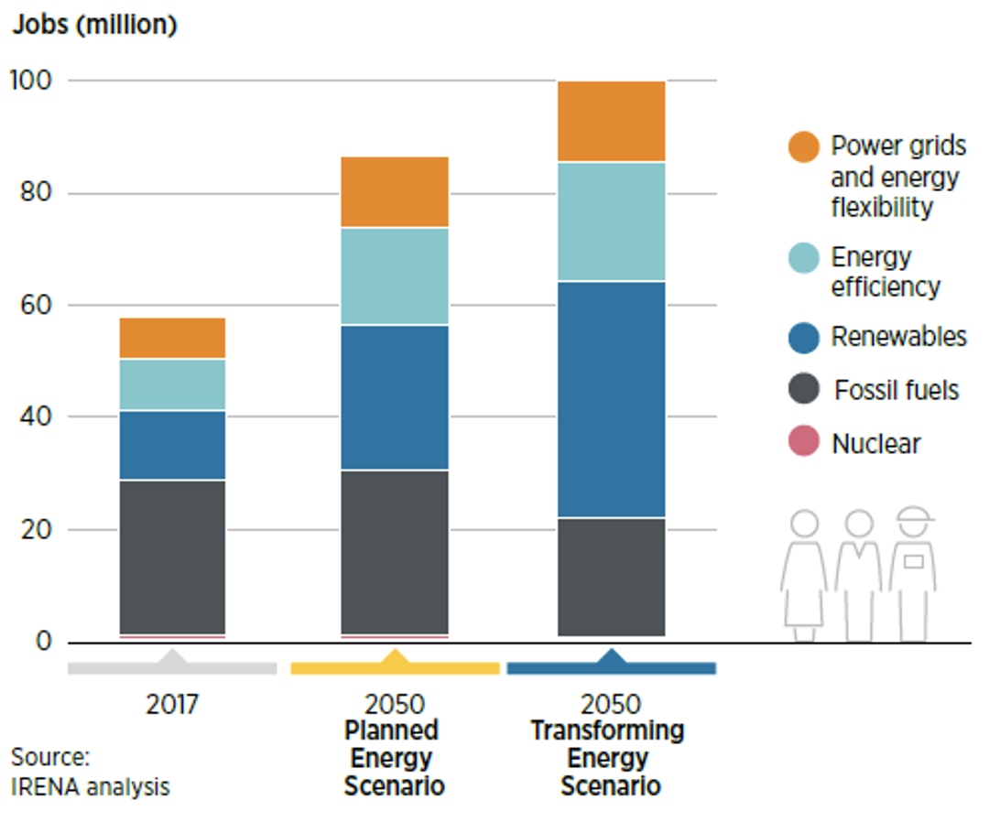 Jobs (million)
100
80
60
40
20
0
Power grids
and energy
flexibility
Energy
efficiency
Renewables
Fossil fuels
Nuclear
2017
2050
Planned
Energy
Scenario
2050
Transforming
Energy
Scenario
Source:
IRENA analysis